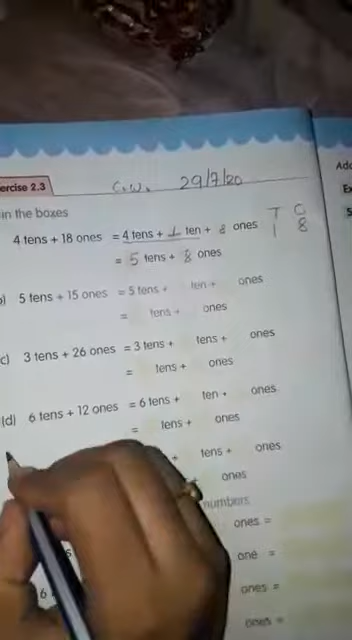 ercise 2.3
C.W. 29/7/20
in the boxes
4 tens + 18 ones = 4 tens + 1 ten + 8 ones
T O
1 8
= 5 tens + 8 ones
5 tens + 15 ones = 5 tens + ten + ones
= tens + ones
c) 3 tens + 26 ones = 3 tens + tens + ones
= tens + ones
(d) 6 tens + 12 ones = 6 tens + ten + ones
= tens + ones
+ tens + ones
ones
numbers
ones =
one =
6 ones =
ones =